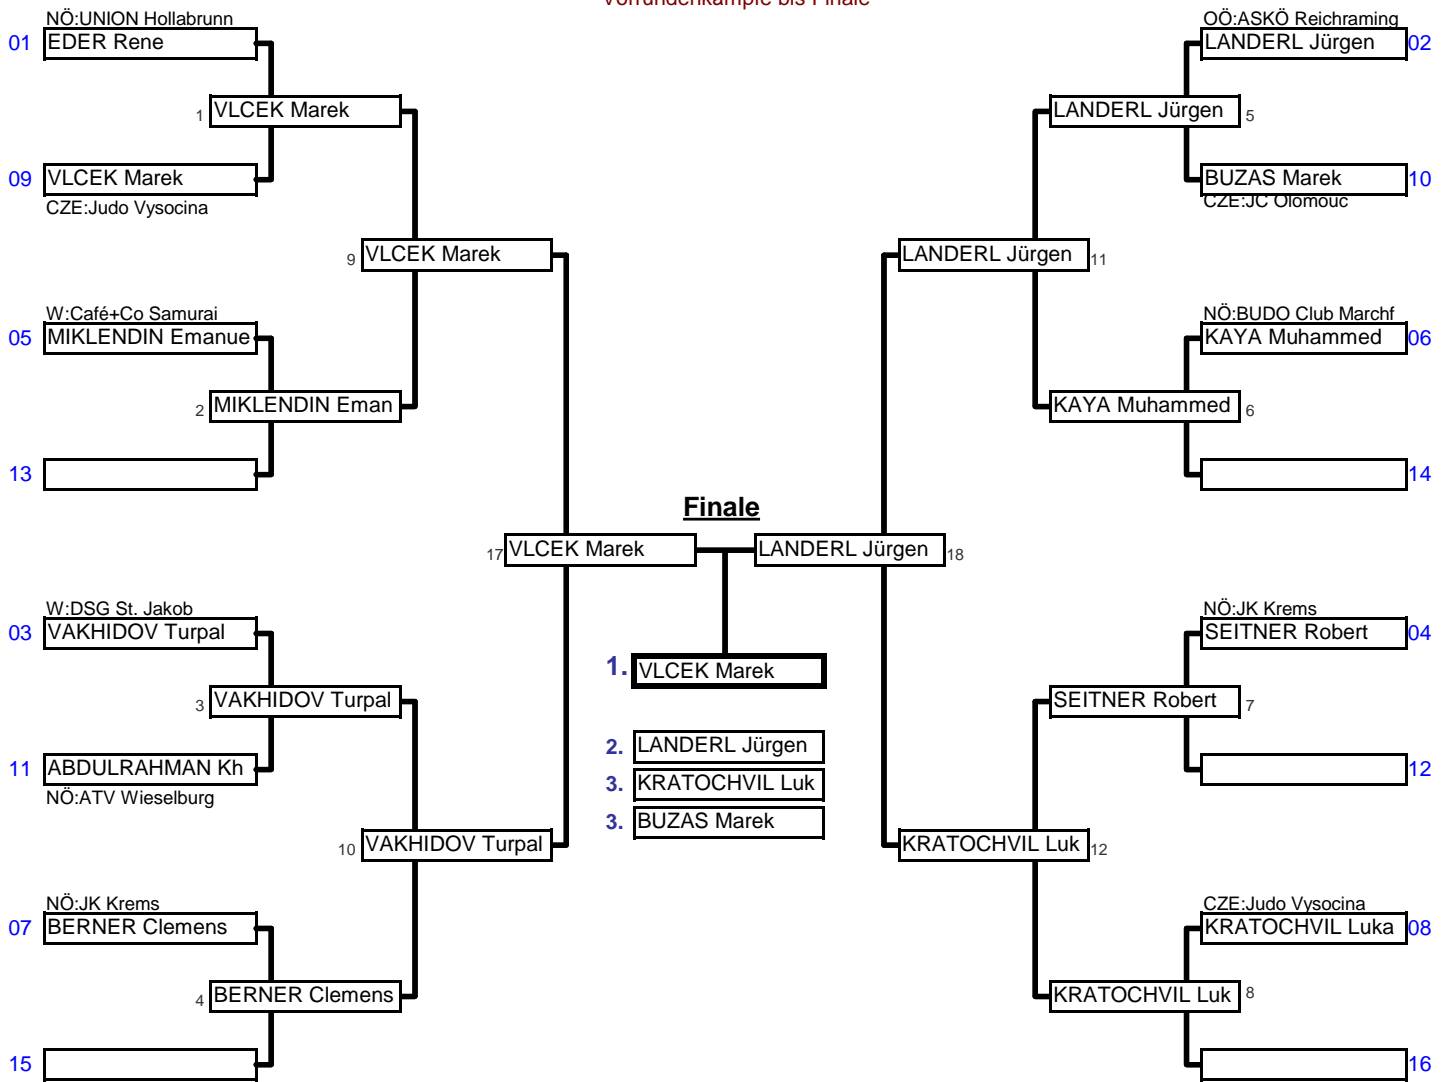 Vorrundenkämpfe bis Finale
NÖ:UNION Hollabrunn
01 EDER Rene
1 VLCEK Marek
09 VLCEK Marek
CZE:Judo Vysocina
9 VLCEK Marek
W:Café+Co Samurai
05 MIKLENDIN Emanue
2 MIKLENDIN Eman
13
17 VLCEK Marek
W:DSG St. Jakob
03 VAKHIDOV Turpal
3 VAKHIDOV Turpal
11 ABDULRAHMAN Kh
NÖ:ATV Wieselburg
10 VAKHIDOV Turpal
NÖ:JK Krems
07 BERNER Clemens
4 BERNER Clemens
15
Finale
1. VLCEK Marek
2. LANDERL Jürgen
3. KRATOCHVIL Luk
3. BUZAS Marek
OÖ:ASKÖ Reichraming
LANDERL Jürgen 02
LANDERL Jürgen 5
BUZAS Marek 10
CZE:JC Olomouc
LANDERL Jürgen 11
NÖ:BUDO Club Marchf
KAYA Muhammed 06
KAYA Muhammed 6
14
LANDERL Jürgen 18
NÖ:JK Krems
SEITNER Robert 04
SEITNER Robert 7
12
KRATOCHVIL Luk 12
CZE:Judo Vysocina
KRATOCHVIL Luka 08
KRATOCHVIL Luk 8
16